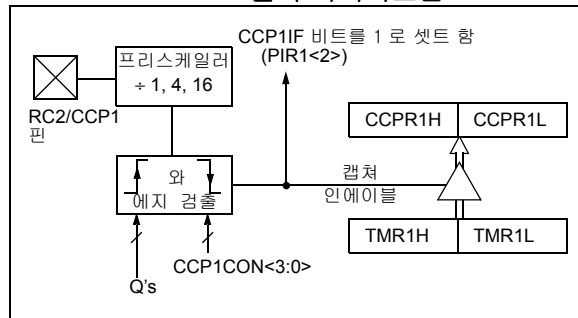 CCP1IF 비트를 1 로 셋트 함
(PIR1<2>)
프리스케일러
÷ 1, 4, 16
RC2/CCP1
핀
CCPR1H
CCPR1L
와
에지 검출
캡쳐
인에이블
TMR1H
TMR1L
CCP1CON<3:0>
Q's